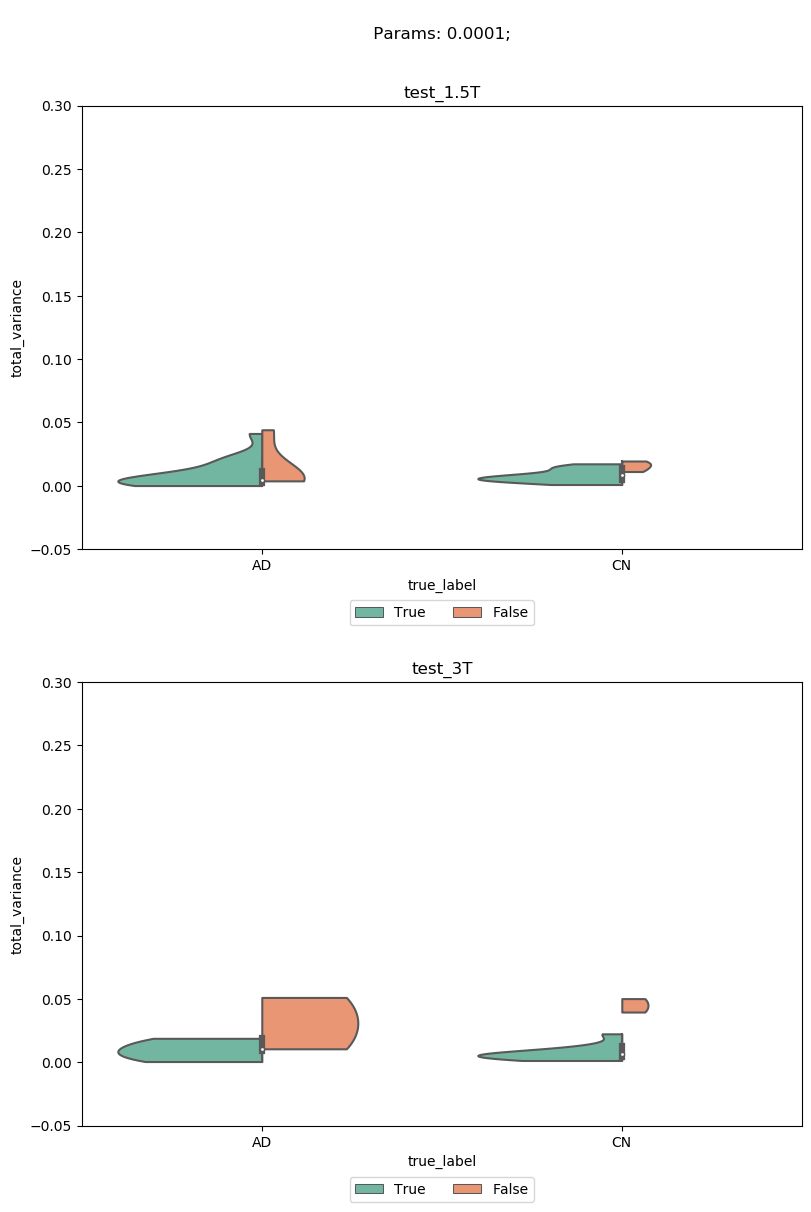 Params: 0.0001;
test_1.5T
0.30
0.25
0.20
0.15
0.10
0.05
0.00
−0.05
total_variance
AD CN
true_label
True False
test_3T
0.30
0.25
0.20
0.15
0.10
0.05
0.00
−0.05
total_variance
AD CN
true_label
True False